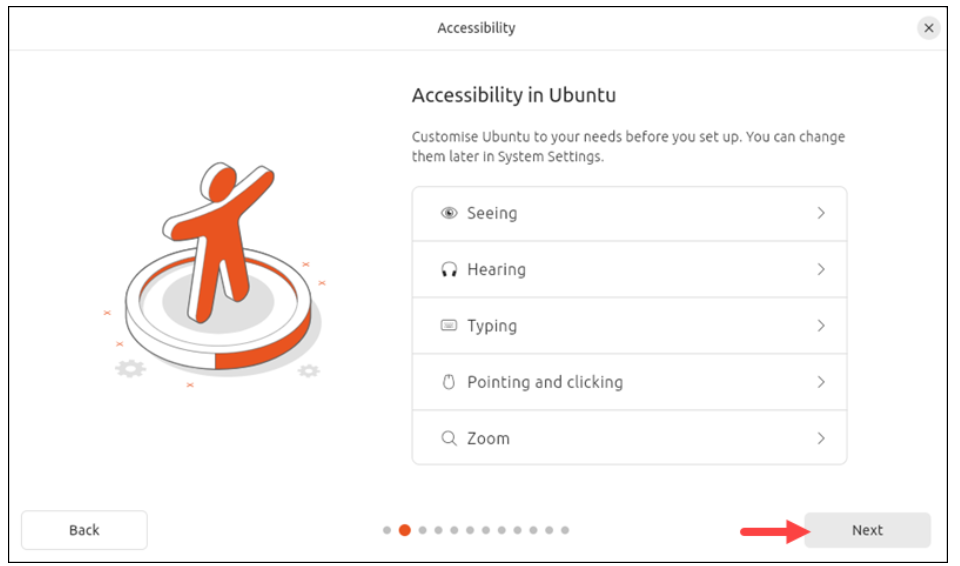 Accessibility
Accessibility in Ubuntu
Customise Ubuntu to your needs before you set up. You can change
them later in System Settings.
Seeing
Hearing
Typing
Pointing and clicking
Zoom
Back
Next